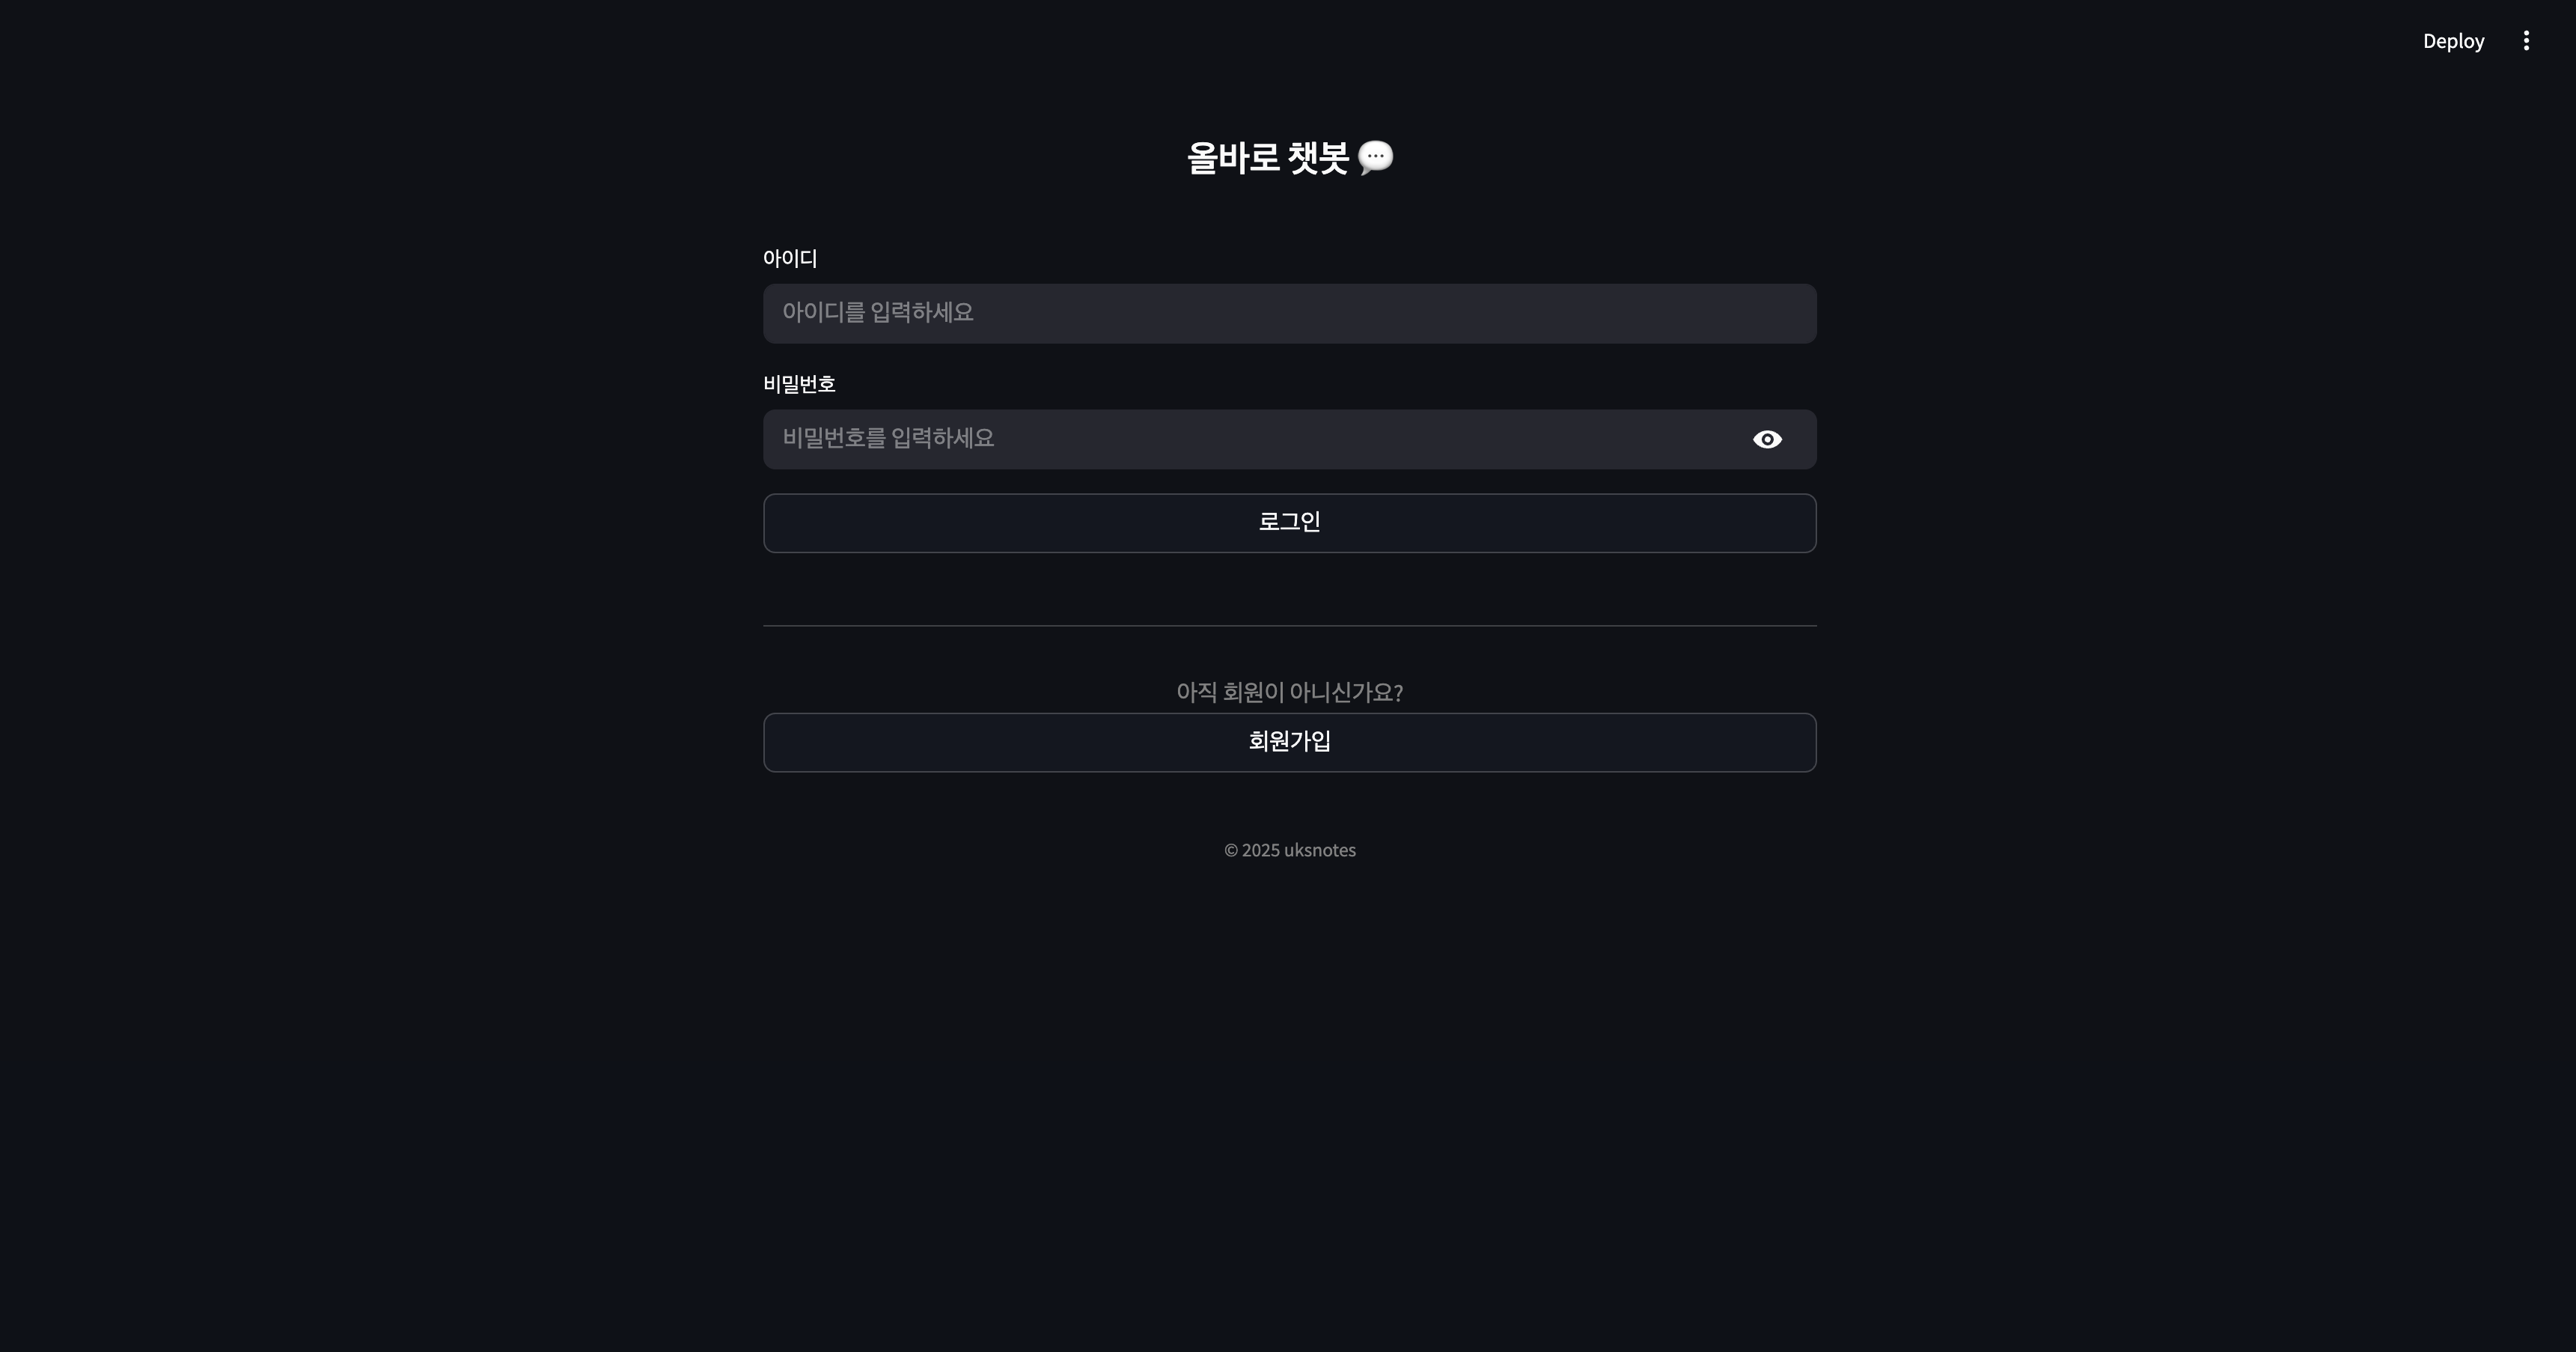 Deploy
올바로 챗봇 💬
아이디
아이디를 입력하세요
비밀번호
비밀번호를 입력하세요
로그인
아직 회원이 아니신가요?
회원가입
© 2025 uksnotes